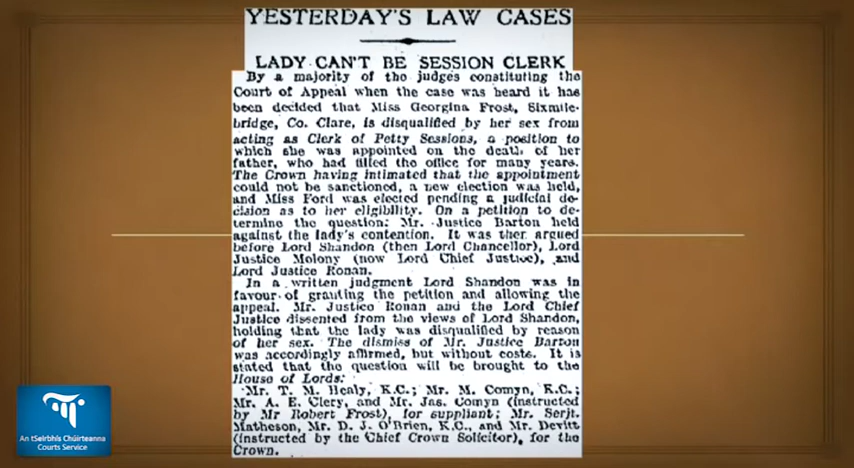 YESTERDAY'S LAW CASES
LADY CAN'T BE SESSION CLERK
By a majority of the judges constituting the
Court of Appeal when the case was heard it has
been decided that Miss Georgina Frost, Sixmile-
bridge, Co. Clare, is disqualified by her sex from
acting as Clerk of Petty Sessions, a position to
which she was appointed on the death of her
father, who had filled the office for many years.
The Crown having intimated that the appointment
could not be sanctioned, a new election was held,
and Miss Ford was elected pending a judicial de-
cision as to her eligibility. On a petition to de-
termine the question: Mr. Justice Barton held
against the lady's contention. It was then argued
before Lord Shandon (then Lord Chancellor), Lord
Justice Molony (now Lord Chief Justice), and
Lord Justice Ronan.
In a written judgment Lord Shandon was in
favour of granting the petition and allowing the
appeal. Mr. Justice Ronan and the Lord Chief
Justice dissented from the views of Lord Shandon,
holding that the lady was disqualified by reason
of her sex. The dismiss of Mr. Justice Barton
was accordingly affirmed, but without costs. It is
stated that the question will be brought to the
House of Lords.
Mr. T. M. Healy, K.C.; Mr. M. Comyn, K.C.;
Mr. A. E. Clery, and Mr. Jas. Comyn (instructed
by Mr Robert Frost), for suppliant; Mr. Serjt.
Matheson, Mr. D. J. O'Brien, K.C., and Mr. Devitt
(instructed by the Chief Crown Solicitor), for the
Crown.
An tSeirbhís Chúirteanna
Courts Service